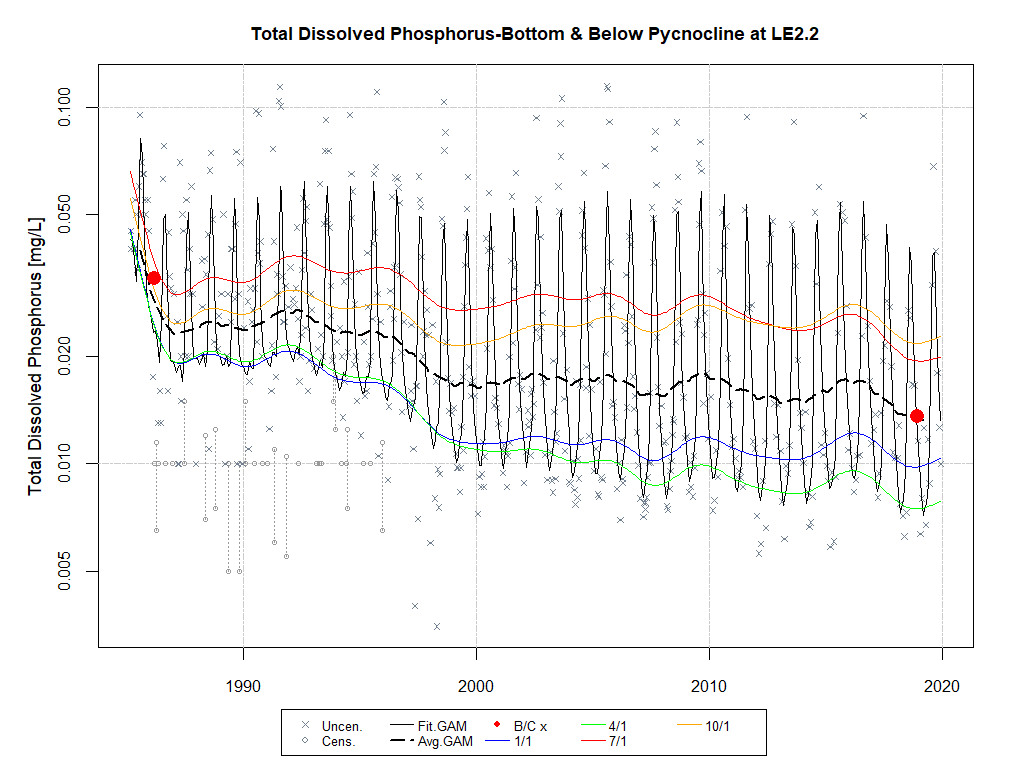 Total Dissolved Phosphorus-Bottom & Below Pycnocline at LE2.2
Total Dissolved Phosphorus [mg/L]
0.100
0.050
0.020
0.010
0.005
1990 2000 2010 2020
Uncen. Fit.GAM B/C x 4/1 10/1
Cens. Avg.GAM 1/1 7/1